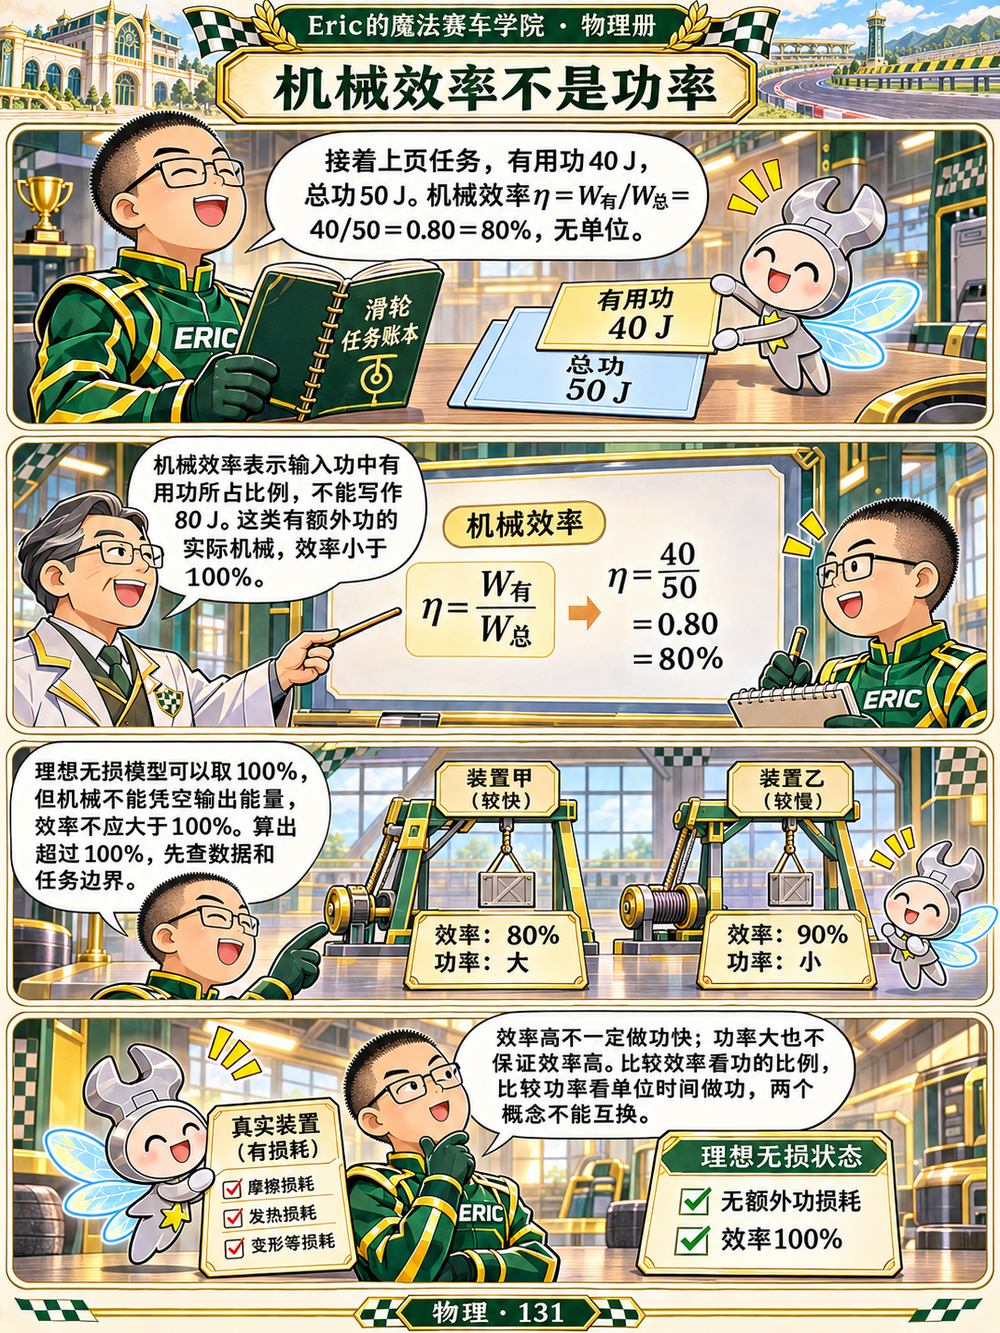 Eric的魔法赛车学院 · 物理册
机械效率不是功率
接着上页任务，有用功40 J，
总功50 J。机械效率η＝W有/W总＝
40/50＝0.80＝80%，无单位。
ERIC
滑轮
任务账本
有用功
40 J
总功
50 J
机械效率表示输入功中有
用功所占比例，不能写作
80 J。这类有额外功的
实际机械，效率小于
100%。
机械效率
η＝W有/W总
η＝40/50
＝0.80
＝80%
ERIC
理想无损模型可以取100%，
但机械不能凭空输出能量，
效率不应大于100%。算出
超过100%，先查数据和
任务边界。
装置甲
（较快）
效率：80%
功率：大
装置乙
（较慢）
效率：90%
功率：小
效率高不一定做功快；功率大也不
保证效率高。比较效率看功的比例，
比较功率看单位时间做功，两个
概念不能互换。
真实装置
（有损耗）
摩擦损耗
发热损耗
变形等损耗
ERIC
理想无损状态
无额外功损耗
效率100%
物理 · 131